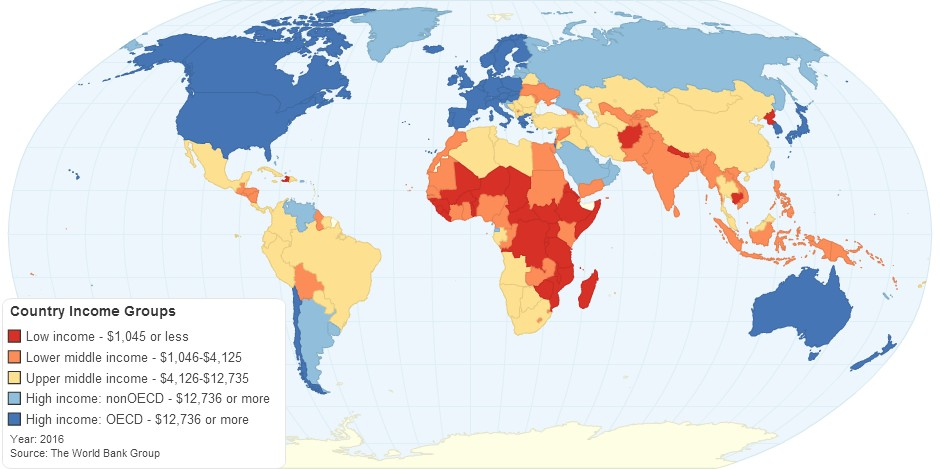 Country Income Groups
Low income - $1,045 or less
Lower middle income - $1,046-$4,125
Upper middle income - $4,126-$12,735
High income: nonOECD - $12,736 or more
High income: OECD - $12,736 or more
Year: 2016
Source: The World Bank Group